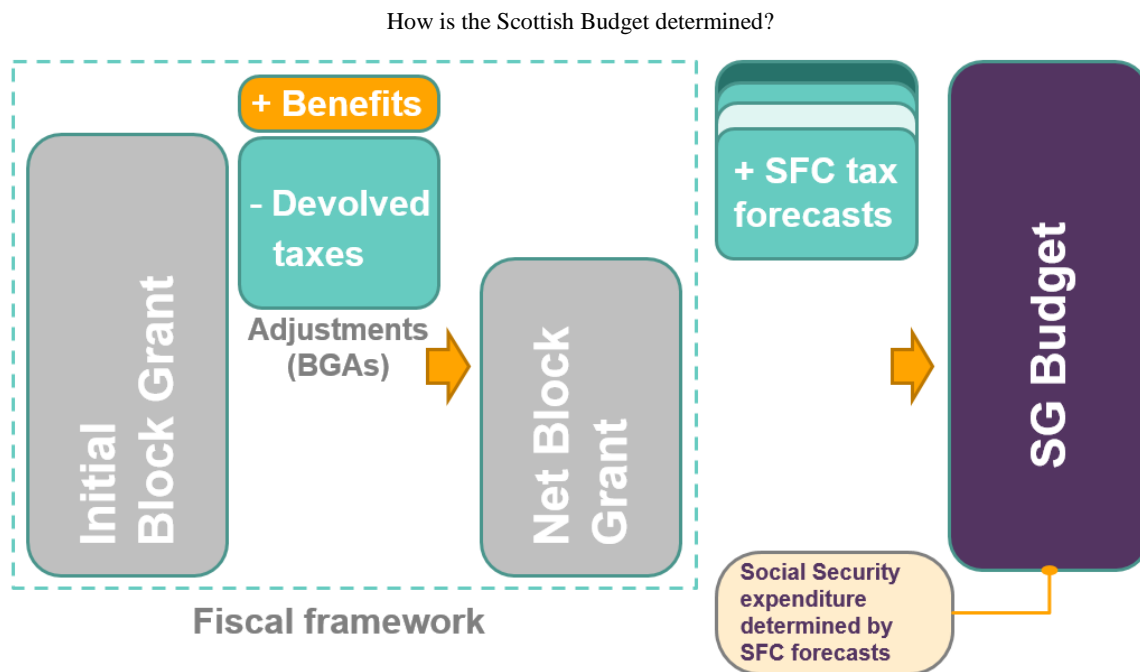 How is the Scottish Budget determined?
+ Benefits
- Devolved
taxes
Adjustments
(BGAs)
Initial
Block Grant
Net Block
Grant
Fiscal framework
+ SFC tax
forecasts
SG Budget
Social Security
expenditure
determined by
SFC forecasts